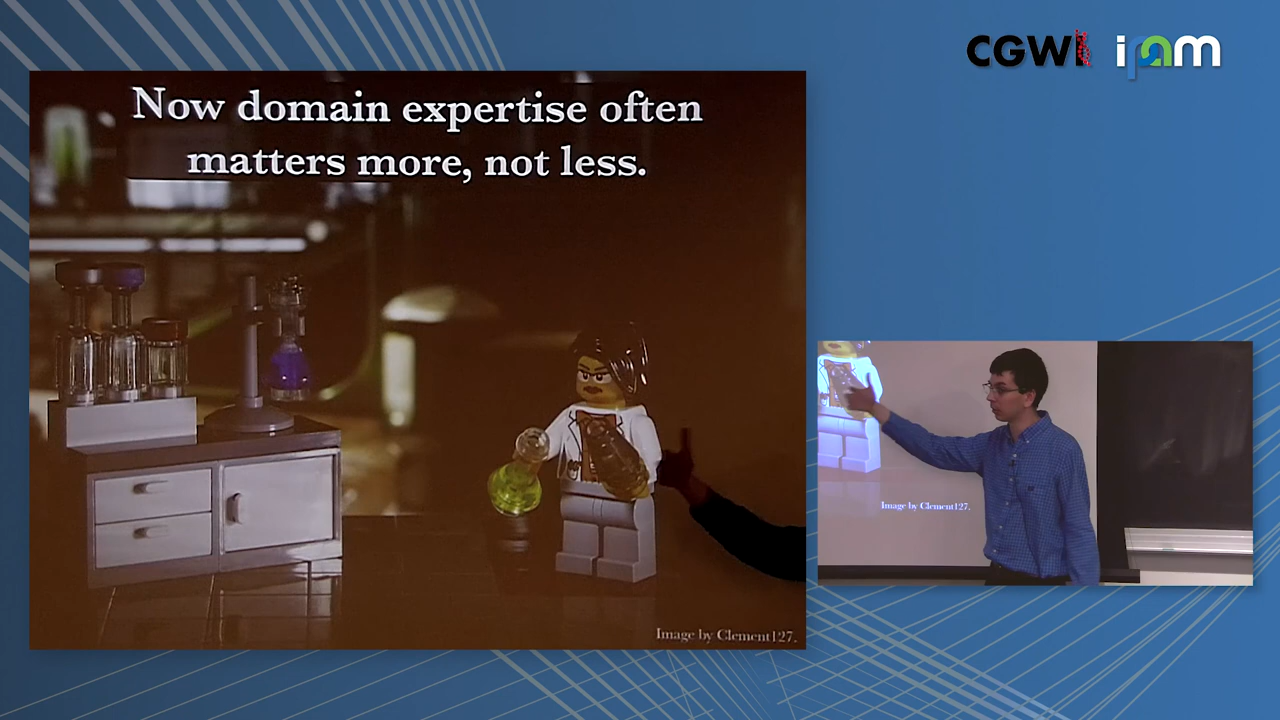 CGWI ipam
Now domain expertise often
matters more, not less.
Image by Clement127.
Image by Clement127.